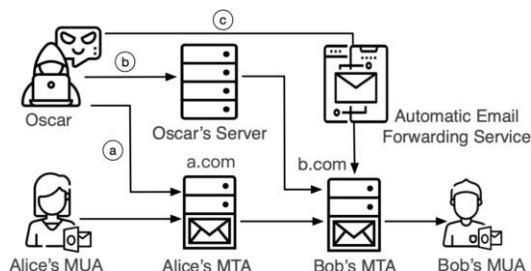 c
b
Oscar
Oscar's Server
Automatic Email
Forwarding Service
a
a.com
b.com
Alice's MUA
Alice's MTA
Bob's MTA
Bob's MUA